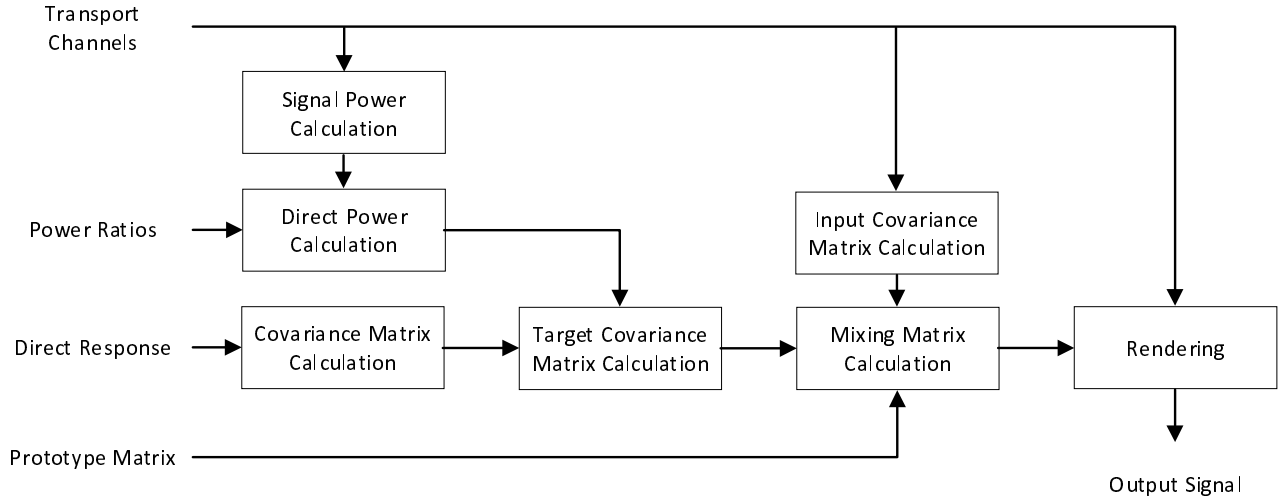 Transport
Channels
Signal Power
Calculation
Power Ratios
Direct Power
Calculation
Input Covariance
Matrix Calculation
Direct Response
Covariance Matrix
Calculation
Target Covariance
Matrix Calculation
Mixing Matrix
Calculation
Rendering
Prototype Matrix
Output Signal